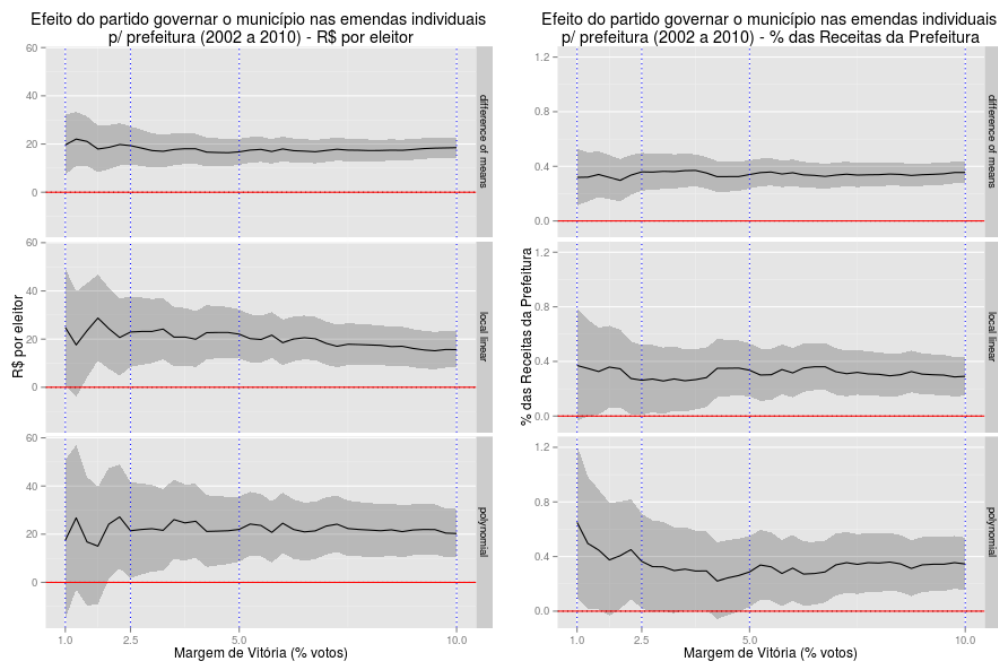 Efeito do partido governar o município nas emendas individuais
p/ prefeitura (2002 a 2010) - R$ por eleitor
60
40
20
0
difference of means
60
40
20
0
local linear
60
40
20
0
polynomial
R$ por eleitor
1.0 2.5 5.0 10.0
Margem de Vitória (% votos)
Efeito do partido governar o município nas emendas individuais
p/ prefeitura (2002 a 2010) - % das Receitas da Prefeitura
1.2
0.8
0.4
0.0
difference of means
1.2
0.8
0.4
0.0
local linear
1.2
0.8
0.4
0.0
polynomial
% das Receitas da Prefeitura
1.0 2.5 5.0 10.0
Margem de Vitória (% votos)